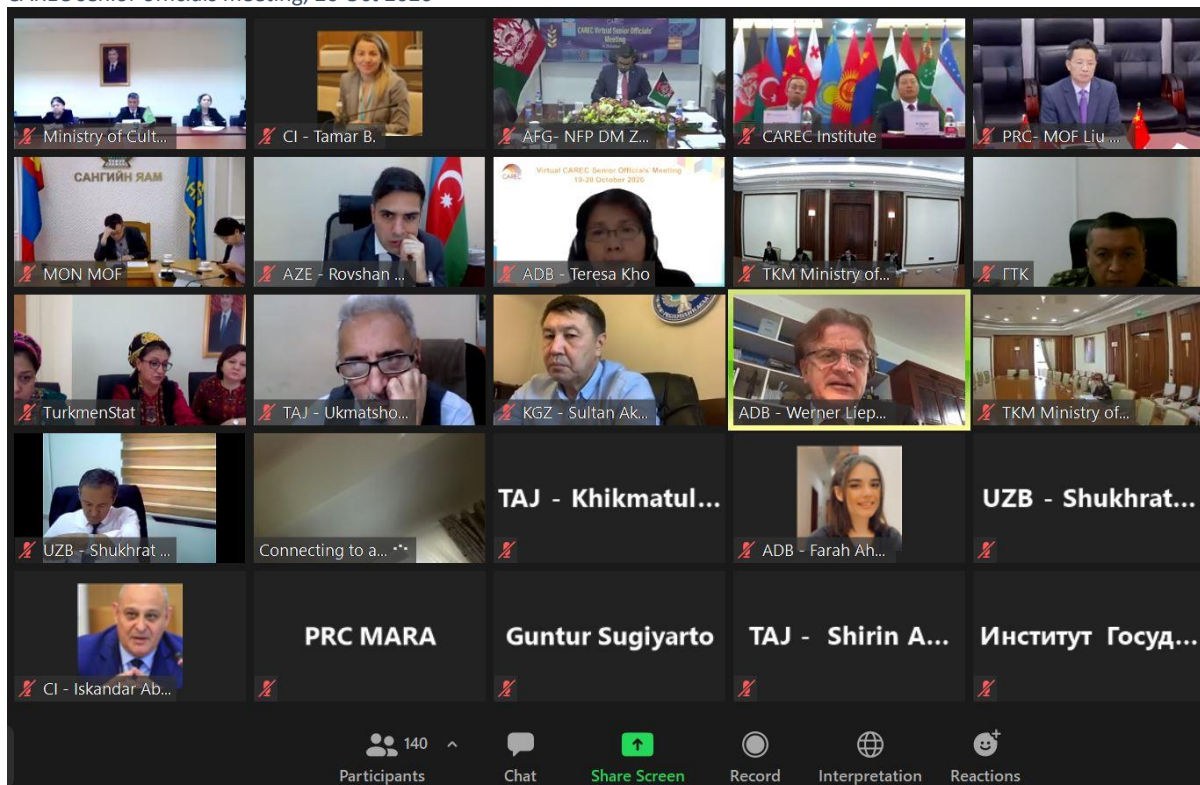 CAREC Senior Officials Meeting, 20 Oct 2020
Ministry of Cult...
CI - Tamar B.
CAREC Virtual Senior Officials'
Meeting
AFG- NFP DM Z...
CAREC Institute
PRC- MOF Liu ...
САНГИЙН ЯАМ
MON MOF
AZE - Rovshan ...
CAREC
Virtual CAREC Senior Officials Meeting
19-20 October 2020
ADB - Teresa Kho
TKM Ministry of...
ГТК
TurkmenStat
TAJ - Ukmatsho...
KGZ - Sultan Ak...
ADB - Werner Liep...
TKM Ministry of...
UZB - Shukhrat ...
Connecting to a...
TAJ - Khikmatul...
ADB - Farah Ah...
UZB - Shukhrat...
CI - Iskandar Ab...
PRC MARA
Guntur Sugiyarto
TAJ - Shirin A...
Институт Госуд...
140
Participants
Chat
Share Screen
Record
Interpretation
Reactions